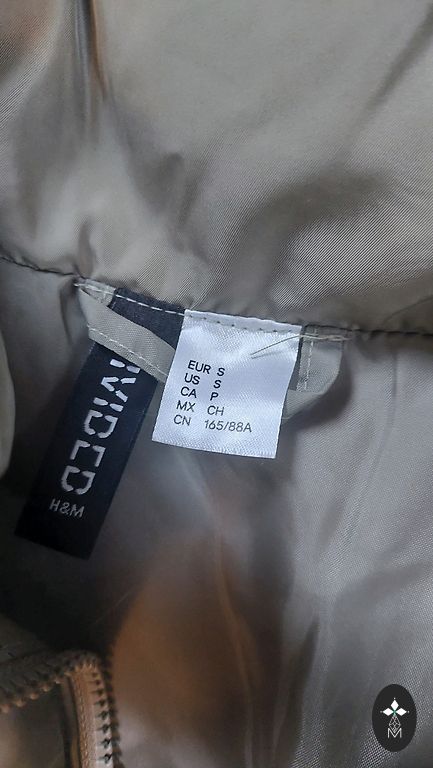 EUR S
US S
CA P
MX CH
CN 165/88A
H&M